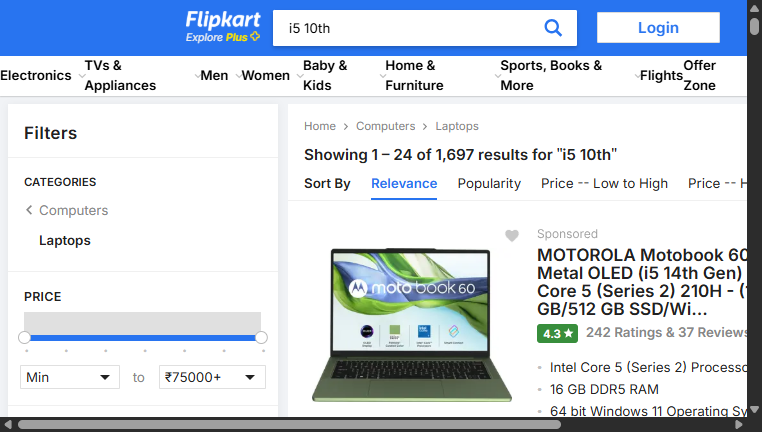 Flipkart
Explore Plus
i5 10th
Login
Electronics
TVs &
Appliances
Men
Women
Baby &
Kids
Home &
Furniture
Sports, Books &
More
Flights
Offer
Zone
Filters
CATEGORIES
Computers
Laptops
PRICE
Min
to
₹75000+
Home
Computers
Laptops
Showing 1 – 24 of 1,697 results for "i5 10th"
Sort By
Relevance
Popularity
Price -- Low to High
Price -- H
moto book 60
Sponsored
MOTOROLA Motobook 60
Metal OLED (i5 14th Gen)
Core 5 (Series 2) 210H - (1
GB/512 GB SSD/Wi...
4.3
242 Ratings & 37 Reviews
Intel Core 5 (Series 2) Processo
16 GB DDR5 RAM
64 bit Windows 11 Operating Sy